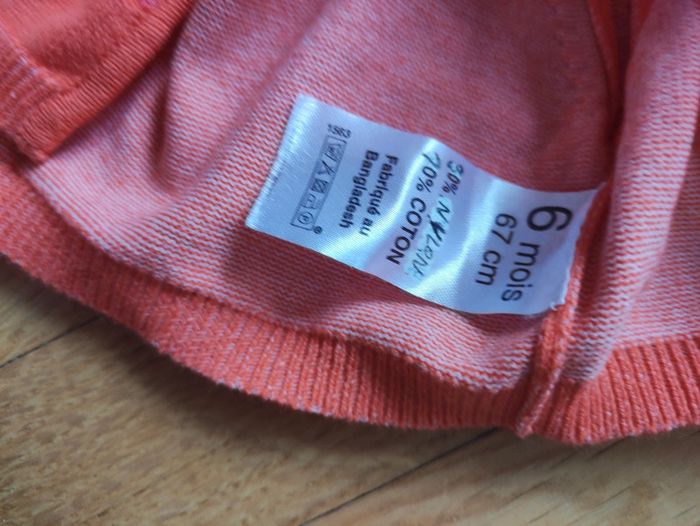 6 mois
67 cm
70% COTON
30% NYLON
Fabriqué au
Bangladesh